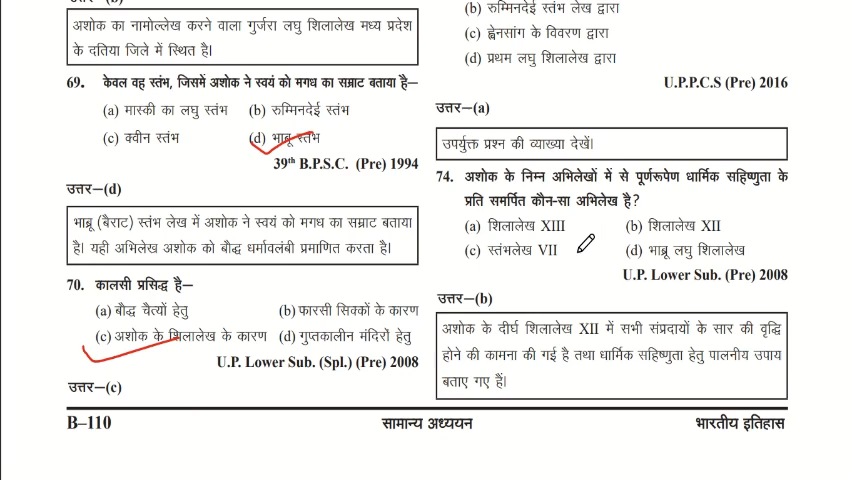 अशोक का नामोल्लेख करने वाला गुर्जरा लघु शिलालेख मध्य प्रदेश
के दतिया जिले में स्थित है।
69. केवल वह स्तंभ, जिसमें अशोक ने स्वयं को मगध का सम्राट बताया है–
(a) मास्की का लघु स्तंभ (b) रुम्मिनदेई स्तंभ
(c) क्वीन स्तंभ (d) भाब्रू स्तंभ
39th B.P.S.C. (Pre) 1994
उत्तर–(d)
भाब्रू (बैराट) स्तंभ लेख में अशोक ने स्वयं को मगध का सम्राट बताया
है। यही अभिलेख अशोक को बौद्ध धर्मावलंबी प्रमाणित करता है।
70. कालसी प्रसिद्ध है–
(a) बौद्ध चैत्यों हेतु (b) फारसी सिक्कों के कारण
(c) अशोक के शिलालेख के कारण (d) गुप्तकालीन मंदिरों हेतु
U.P. Lower Sub. (Spl.) (Pre) 2008
उत्तर–(c)
(b) रुम्मिनदेई स्तंभ लेख द्वारा
(c) ह्वेनसांग के विवरण द्वारा
(d) प्रथम लघु शिलालेख द्वारा
U.P.P.C.S (Pre) 2016
उत्तर–(a)
उपर्युक्त प्रश्न की व्याख्या देखें।
74. अशोक के निम्न अभिलेखों में से पूर्णरूपेण धार्मिक सहिष्णुता के
प्रति समर्पित कौन-सा अभिलेख है?
(a) शिलालेख XIII (b) शिलालेख XII
(c) स्तंभलेख VII (d) भाब्रू लघु शिलालेख
U.P. Lower Sub. (Pre) 2008
उत्तर–(b)
अशोक के दीर्घ शिलालेख XII में सभी संप्रदायों के सार की वृद्धि
होने की कामना की गई है तथा धार्मिक सहिष्णुता हेतु पालनीय उपाय
बताए गए हैं।
B–110 सामान्य अध्ययन भारतीय इतिहास